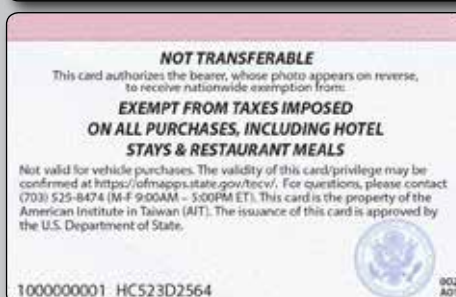 NOT TRANSFERABLE
This card authorizes the bearer, whose photo appears on reverse,
to receive nationwide exemption from:
EXEMPT FROM TAXES IMPOSED
ON ALL PURCHASES, INCLUDING HOTEL
STAYS & RESTAURANT MEALS
Not valid for vehicle purchases. The validity of this card/privilege may be
confirmed at https://ofmapps.state.gov/tecv/. For questions, please contact
(703) 525-8474 (M-F 9:00AM – 5:00PM ET). This card is the property of the
American Institute in Taiwan (AIT). The issuance of this card is approved by
the U.S. Department of State.
1000000001 HC523D2564